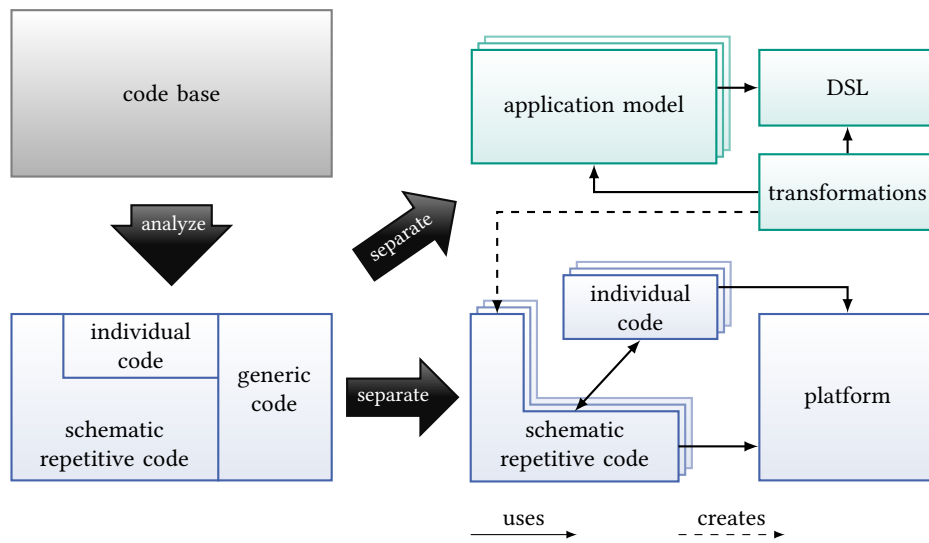 code base
analyze
individual
code
generic
code
schematic
repetitive code
separate
separate
application model
DSL
transformations
individual
code
schematic
repetitive code
platform
uses
creates